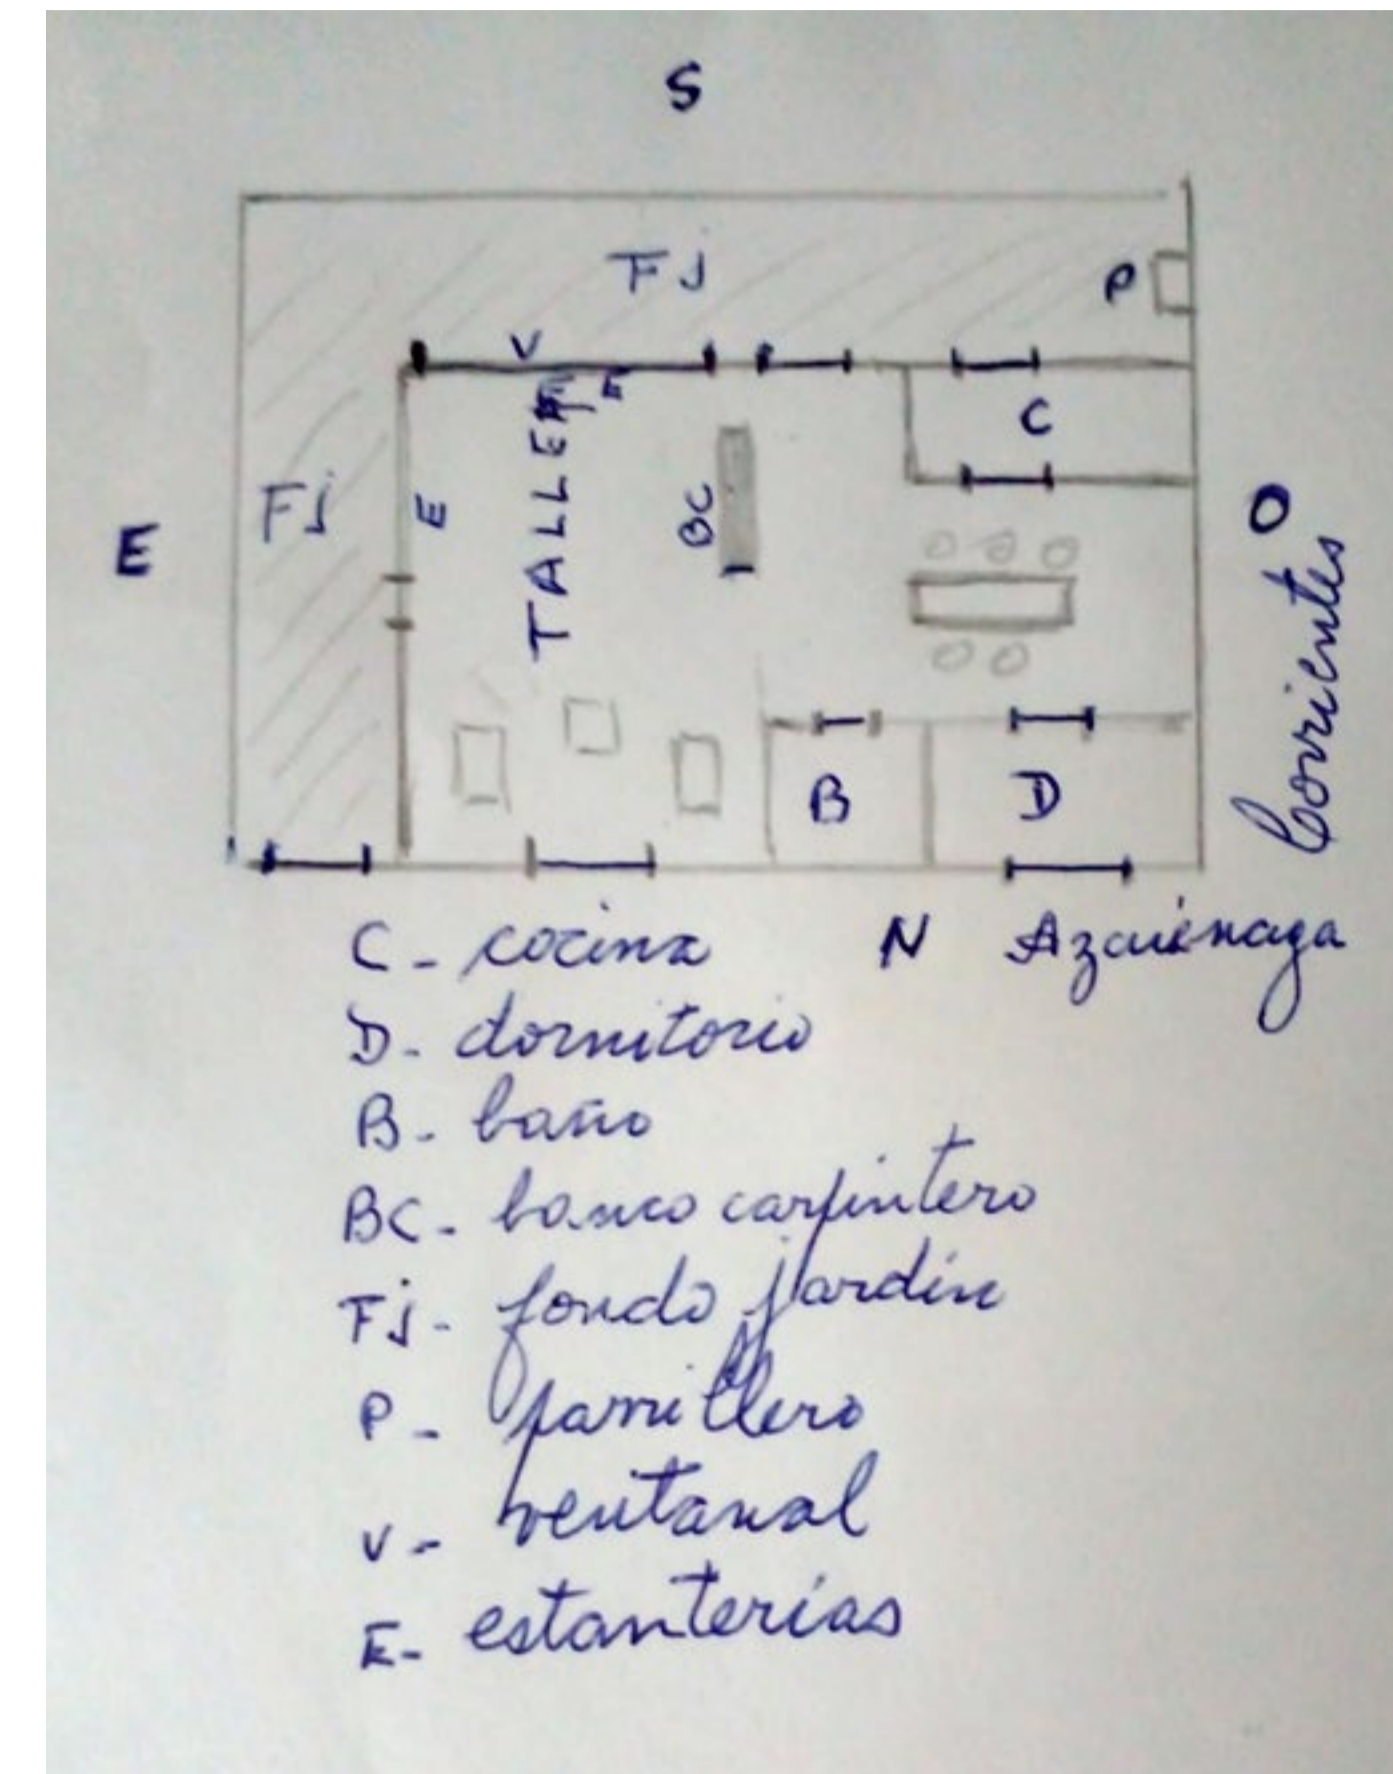 S
FJ
P
V
E
C
TALLER
E
BC
FJ
E
O
Corrientes
B
D
N Azcuénaga
C - cocina
D - dormitorio
B - baño
BC - banco carpintero
FJ - fondo jardín
P - parrillero
V - ventanal
E - estanterías